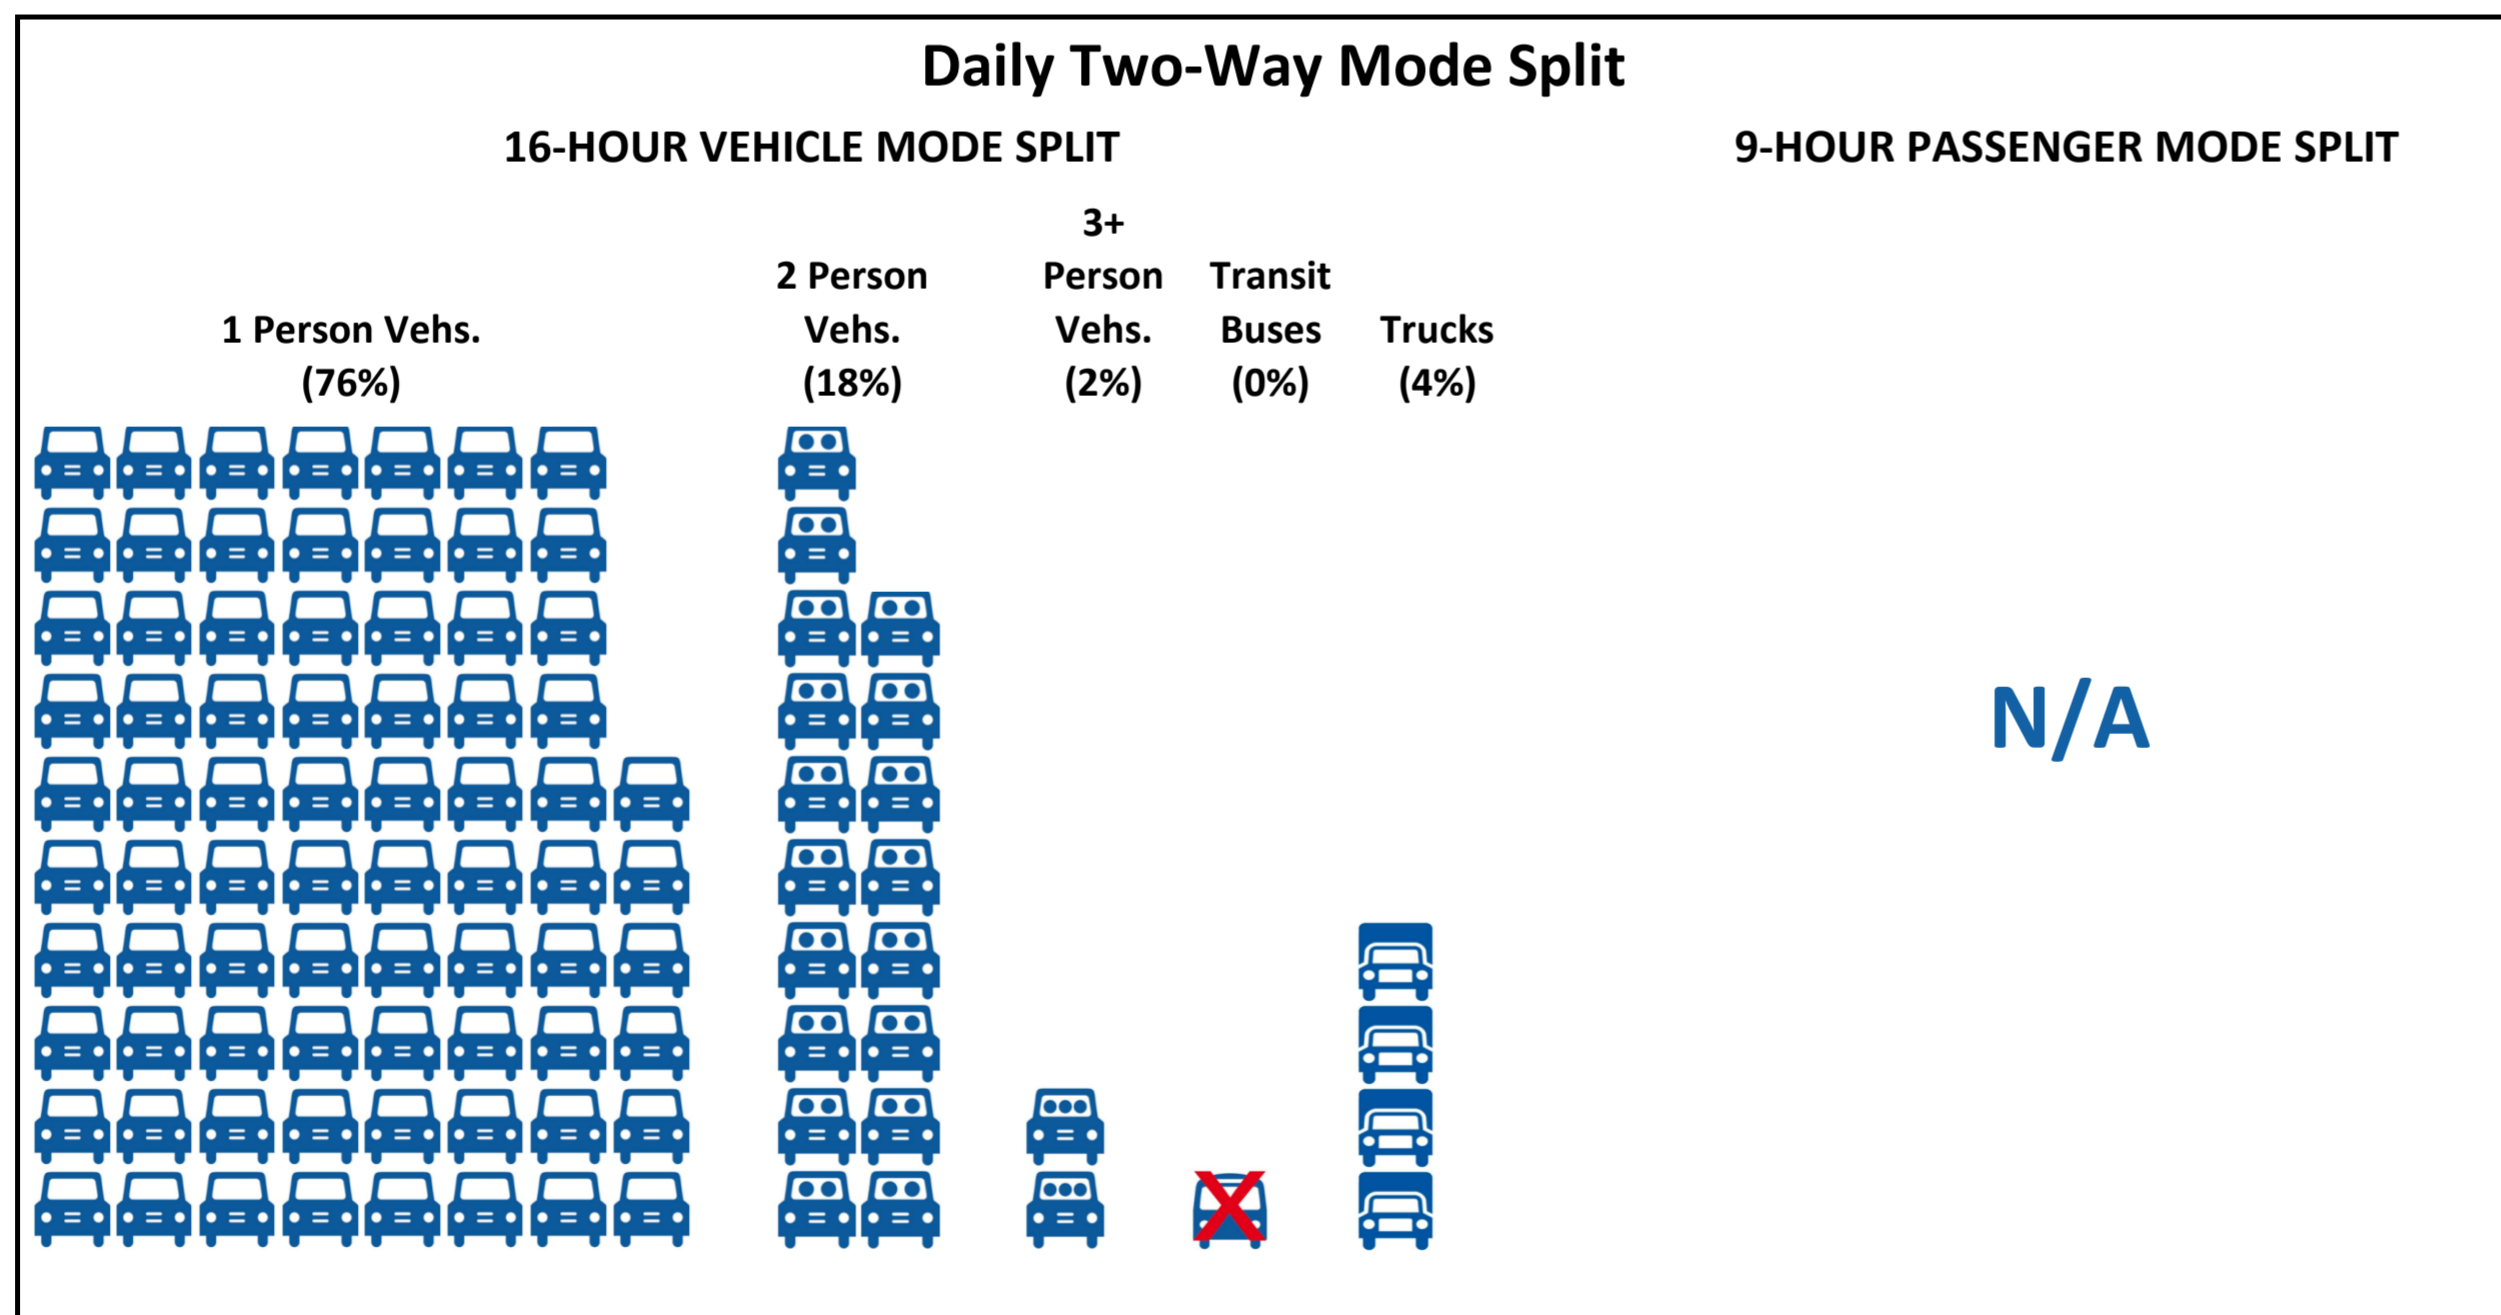 Daily Two-Way Mode Split
16-HOUR VEHICLE MODE SPLIT
1 Person Vehs.
(76%)
2 Person
Vehs.
(18%)
3+
Person
Vehs.
(2%)
Transit
Buses
(0%)
Trucks
(4%)
9-HOUR PASSENGER MODE SPLIT
N/A